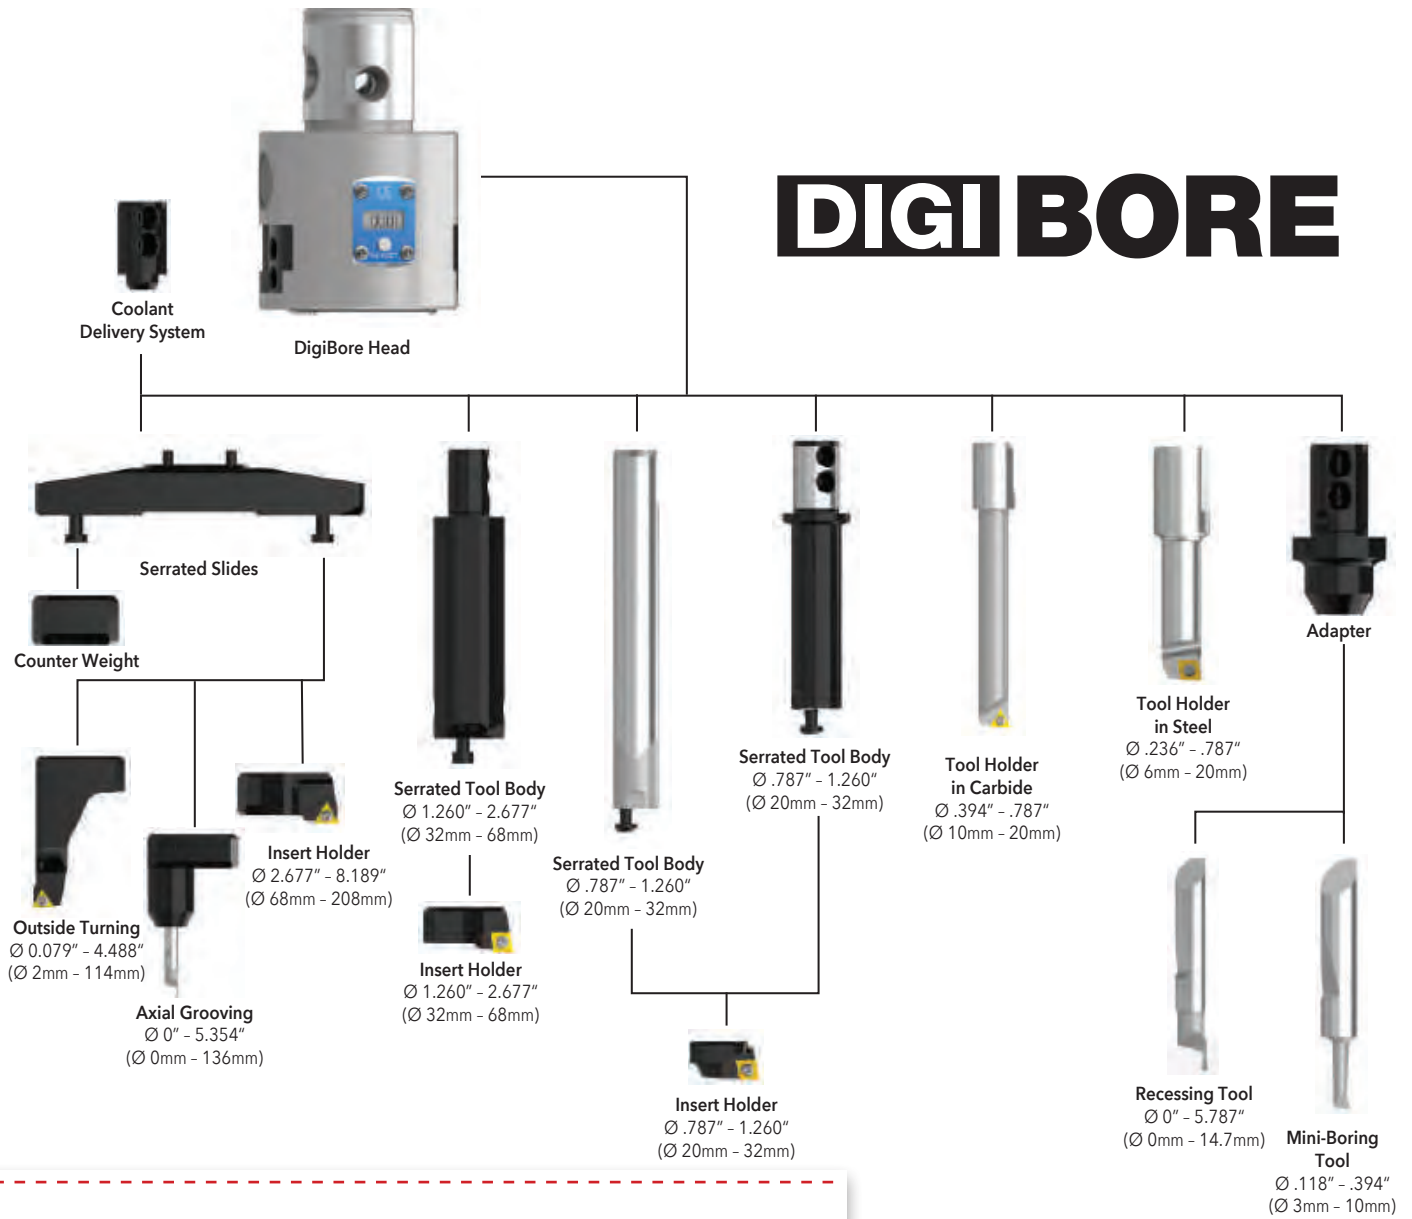 DIGI BORE
Coolant
Delivery System
DigiBore Head
Serrated Slides
Counter Weight
Adapter
Tool Holder
in Steel
Ø .236” – .787“
(Ø 6mm – 20mm)
Serrated Tool Body
Ø .787” – 1.260“
(Ø 20mm – 32mm)
Tool Holder
in Carbide
Ø .394” – .787“
(Ø 10mm – 20mm)
Serrated Tool Body
Ø 1.260” – 2.677“
(Ø 32mm – 68mm)
Insert Holder
Ø 2.677” – 8.189“
(Ø 68mm – 208mm)
Serrated Tool Body
Ø .787” – 1.260“
(Ø 20mm – 32mm)
Outside Turning
Ø 0.079” – 4.488“
(Ø 2mm – 114mm)
Insert Holder
Ø 1.260” – 2.677“
(Ø 32mm – 68mm)
Axial Grooving
Ø 0” – 5.354“
(Ø 0mm – 136mm)
Insert Holder
Ø .787” – 1.260“
(Ø 20mm – 32mm)
Recessing Tool
Ø 0” – 5.787“
(Ø 0mm – 14.7mm)
Mini-Boring
Tool
Ø .118” – .394“
(Ø 3mm – 10mm)